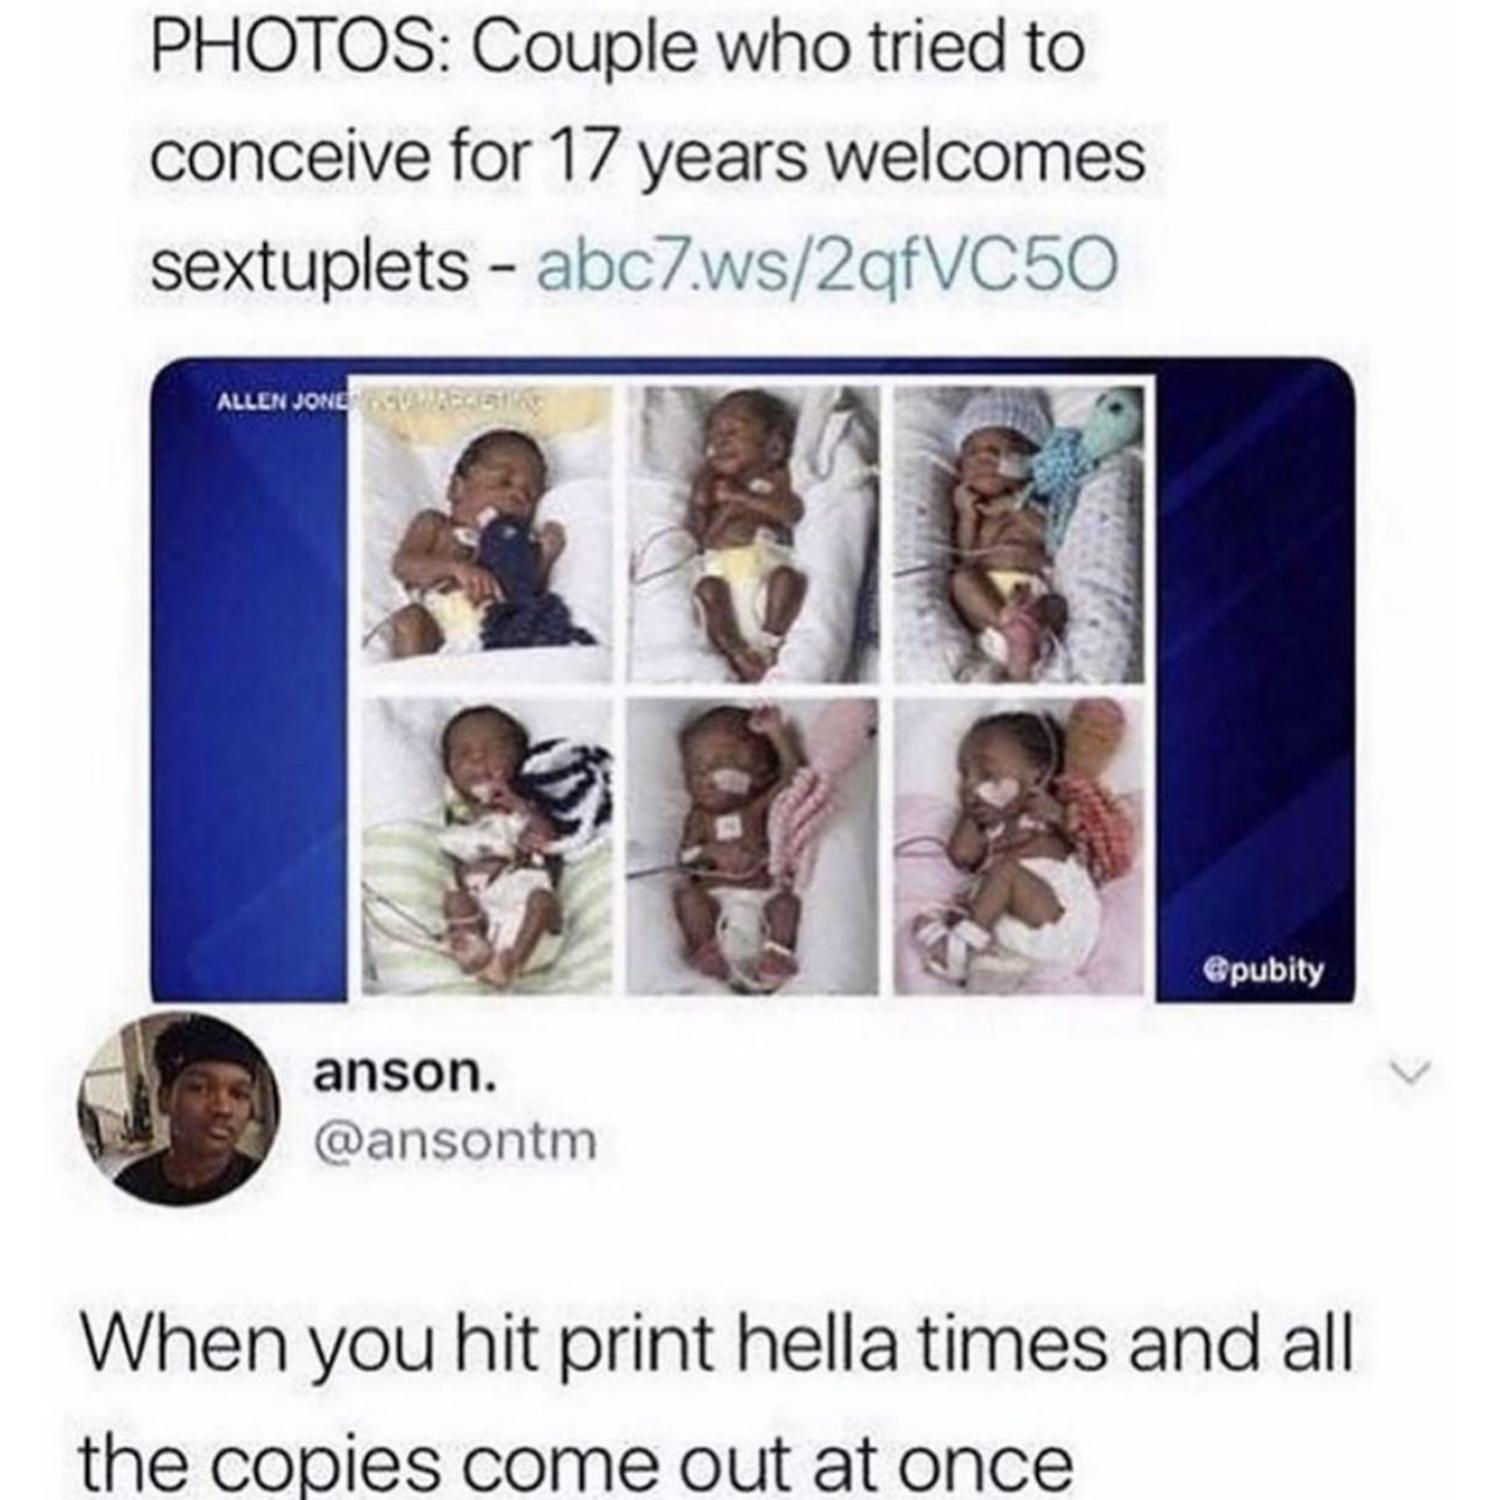 PHOTOS: Couple who tried to
conceive for 17 years welcomes
sextuplets - abc7.ws/2qfVC5O
ALLEN JONES
@pubity
anson.
@ansontm
When you hit print hella times and all
the copies come out at once